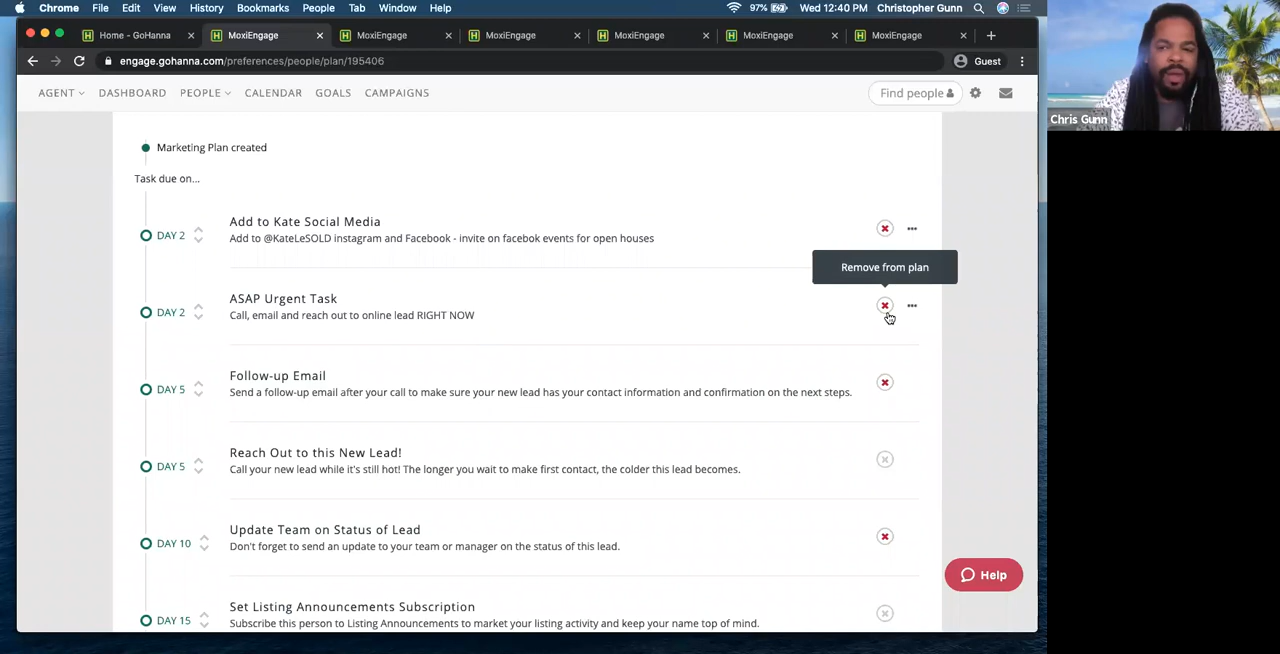 Chrome File Edit View History Bookmarks People Tab Window Help 97% Wed 12:40 PM Christopher Gunn
Home - GoHanna MoxiEngage MoxiEngage MoxiEngage MoxiEngage MoxiEngage MoxiEngage
engage.gohanna.com/preferences/people/plan/195406 Guest
AGENT DASHBOARD PEOPLE CALENDAR GOALS CAMPAIGNS Find people
Chris Gunn
Marketing Plan created
Task due on...
Add to Kate Social Media
DAY 2
Add to @KateLeSOLD instagram and Facebook - invite on facebok events for open houses
Remove from plan
ASAP Urgent Task
DAY 2
Call, email and reach out to online lead RIGHT NOW
Follow-up Email
DAY 5
Send a follow-up email after your call to make sure your new lead has your contact information and confirmation on the next steps.
Reach Out to this New Lead!
DAY 5
Call your new lead while it's still hot! The longer you wait to make first contact, the colder this lead becomes.
Update Team on Status of Lead
DAY 10
Don't forget to send an update to your team or manager on the status of this lead.
Help
Set Listing Announcements Subscription
DAY 15
Subscribe this person to Listing Announcements to market your listing activity and keep your name top of mind.